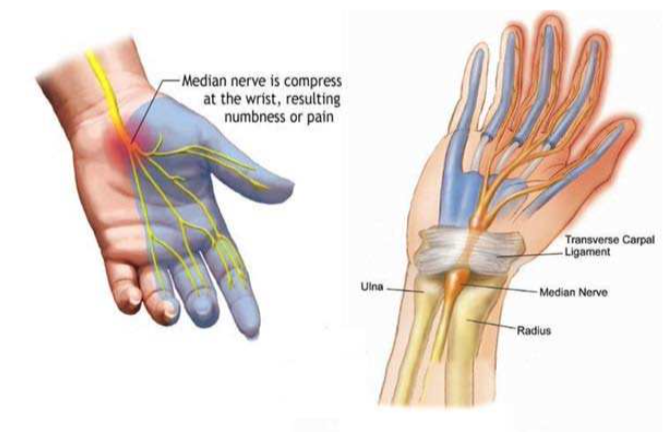 Median nerve is compress
at the wrist, resulting
numbness or pain
Transverse Carpal
Ligament
Ulna
Median Nerve
Radius